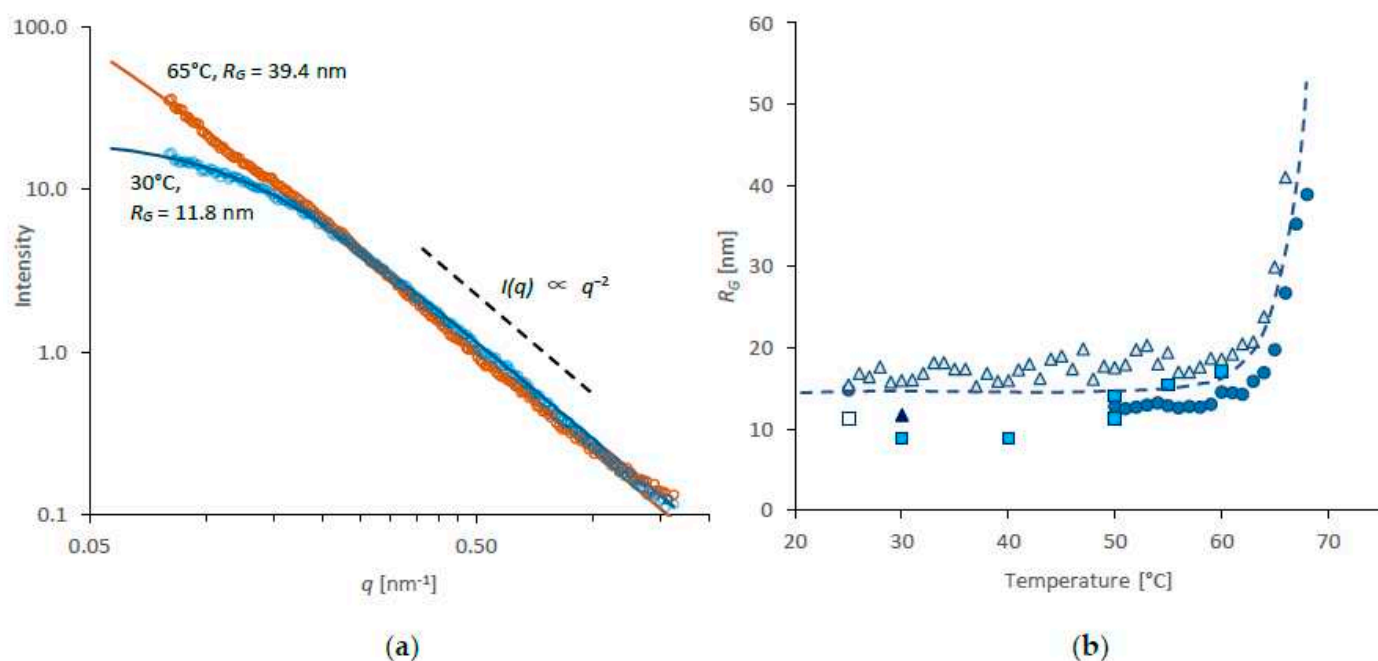 100.0
10.0
1.0
0.1
Intensity
65°C, RG = 39.4 nm
30°C,
RG = 11.8 nm
I(q) ∝ q⁻²
0.05
0.50
q [nm⁻¹]
(a)
60
50
40
30
20
10
0
RG [nm]
20
30
40
50
60
70
Temperature [°C]
(b)